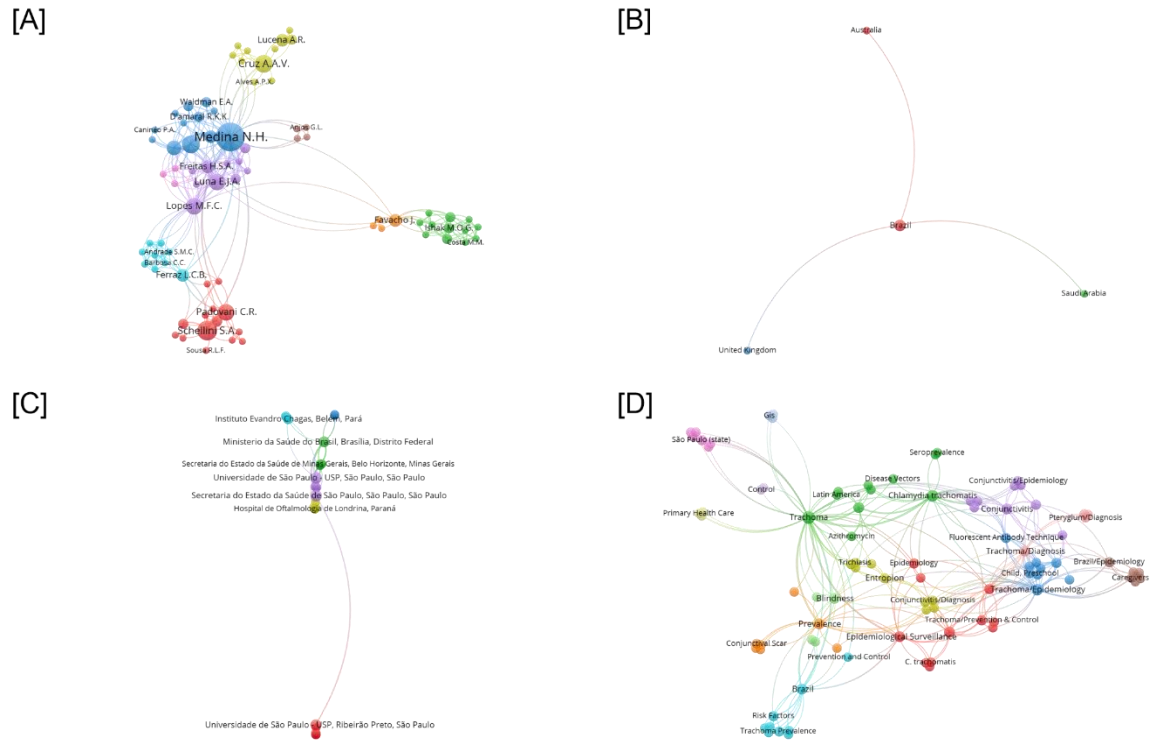 [A]
Lucena A.R.
Cruz A.A.V.
Alves A.P.X.
Waldman E.A.
D'amaral R.K.K.
Caninéo P.A.
Medina N.H.
Anjos G.L.
Freitas H.S.A.
Luna E.J.A.
Lopes M.F.C.
Favacho J.
Ishak M.O.G.
Costa M.M.
Andrade S.M.C.
Barbosa C.C.
Ferraz L.C.B.
Padovani C.R.
Schellini S.A.
Sousa R.L.F.
[B]
Australia
Brazil
Saudi Arabia
United Kingdom
[C]
Instituto Evandro Chagas, Belém, Pará
Ministerio da Saúde do Brasil, Brasília, Distrito Federal
Secretaria do Estado da Saúde de Minas Gerais, Belo Horizonte, Minas Gerais
Universidade de São Paulo - USP, São Paulo, São Paulo
Secretaria do Estado da Saúde de São Paulo, São Paulo, São Paulo
Hospital de Oftalmologia de Londrina, Paraná
Universidade de São Paulo - USP, Ribeirão Preto, São Paulo
[D]
Gis
São Paulo (state)
Seroprevalence
Disease Vectors
Conjunctivitis/Epidemiology
Control
Latin America
Chlamydia trachomatis
Conjunctivitis
Primary Health Care
Trachoma
Pterygium/Diagnosis
Azithromycin
Fluorescent Antibody Technique
Trachoma/Diagnosis
Trichiasis
Epidemiology
Brazil/Epidemiology
Child, Preschool
Entropion
Caregivers
Trachoma/Epidemiology
Blindness
Conjunctivitis/Diagnosis
Trachoma/Prevention & Control
Prevalence
Epidemiological Surveillance
Conjunctival Scar
Prevention and Control
C. trachomatis
Brazil
Risk Factors
Trachoma Prevalence